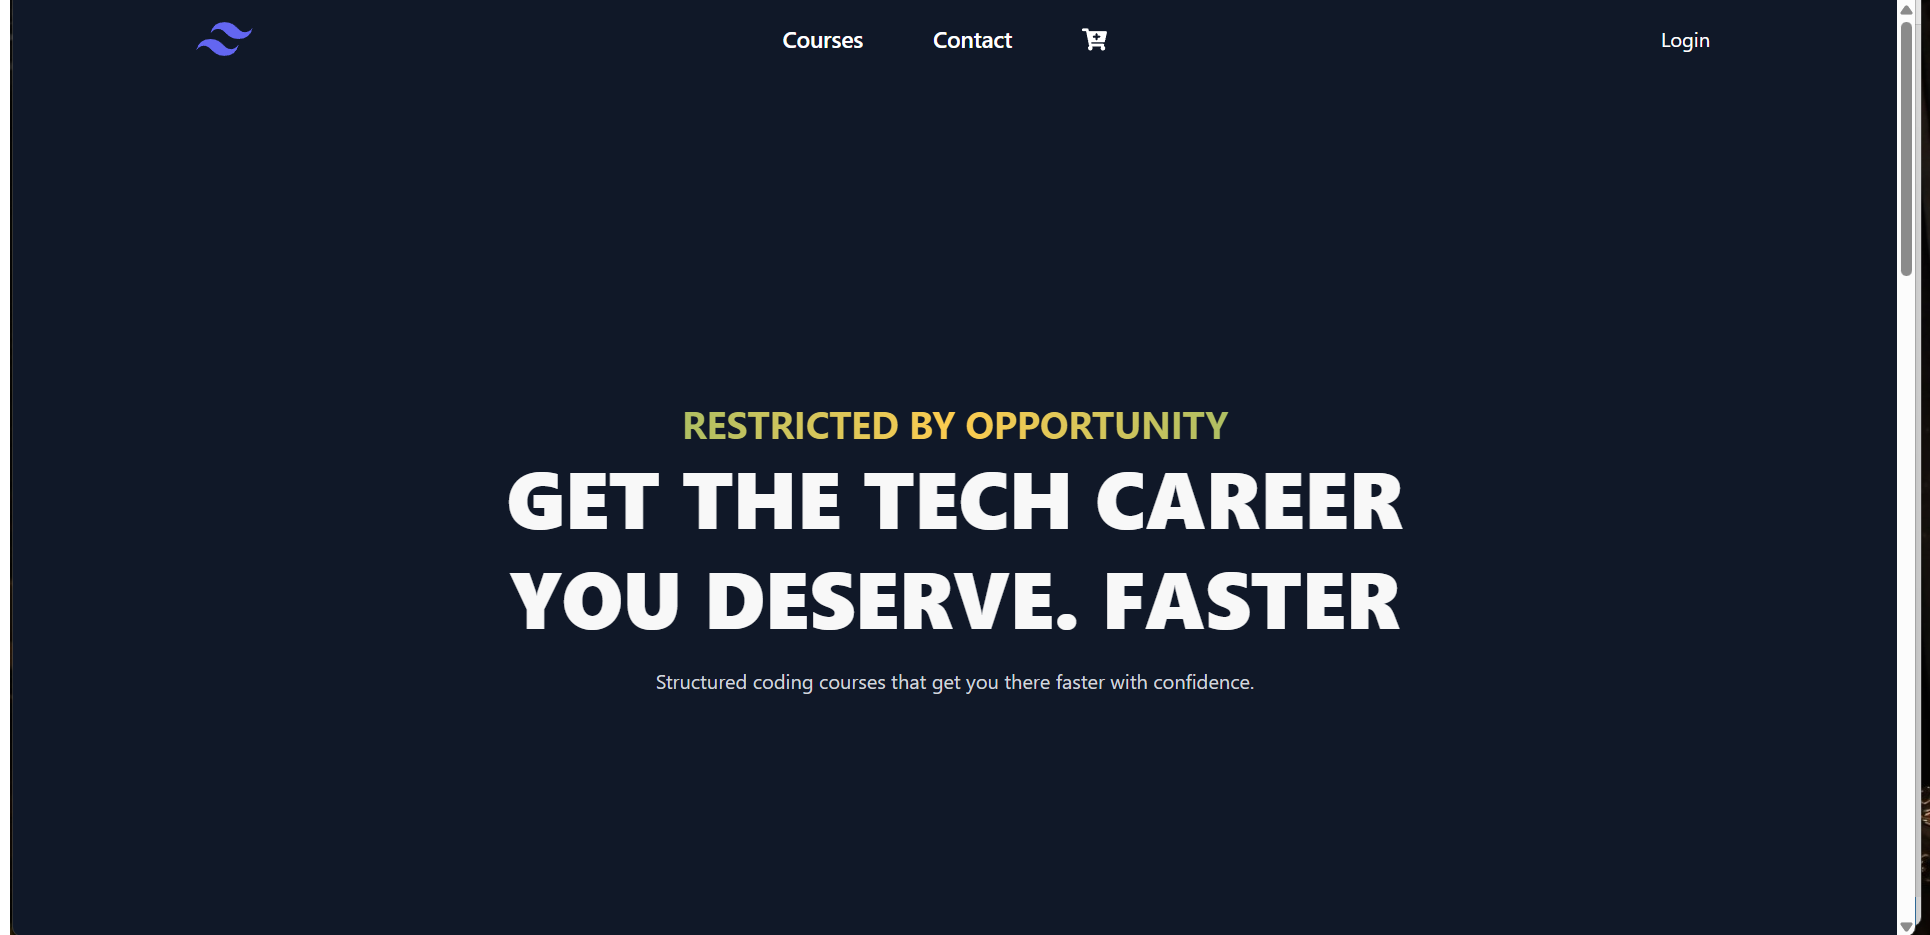 Courses
Contact
Login
RESTRICTED BY OPPORTUNITY
GET THE TECH CAREER
YOU DESERVE. FASTER
Structured coding courses that get you there faster with confidence.